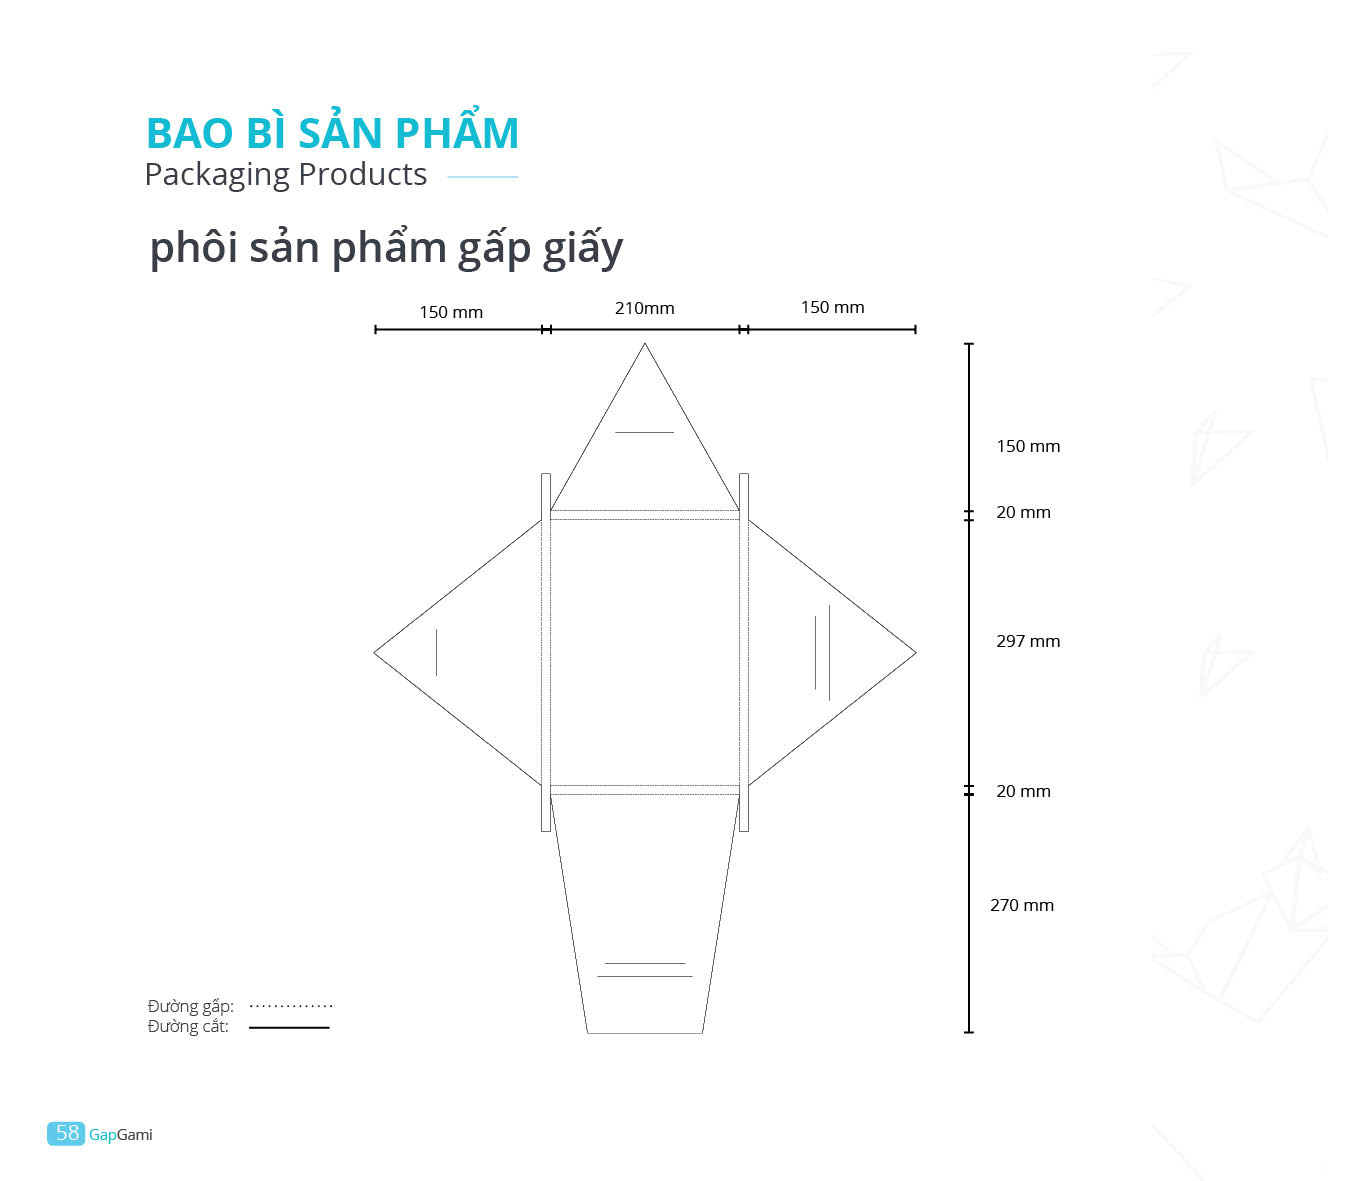 BAO BÌ SẢN PHẨM
Packaging Products
phôi sản phẩm gấp giấy
150 mm
210mm
150 mm
150 mm
20 mm
297 mm
20 mm
270 mm
Đường gấp:
Đường cắt:
58 GapGami